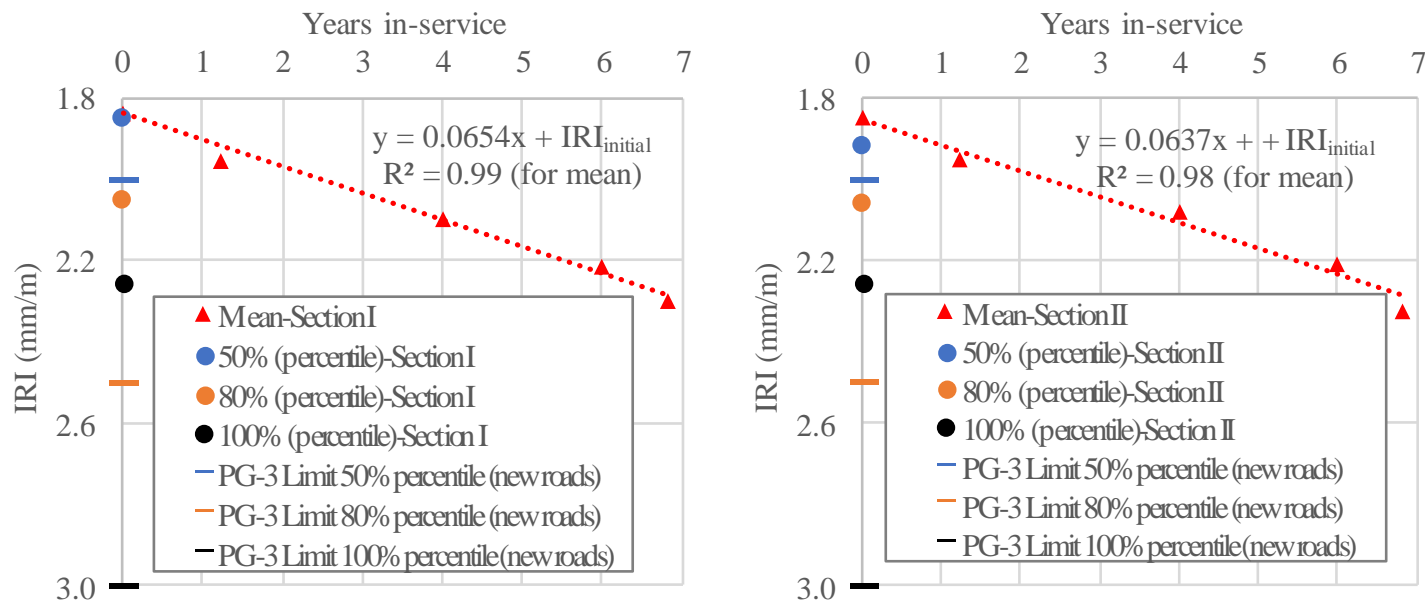 Years in-service
0 1 2 3 4 5 6 7
1.8
2.2
2.6
3.0
IRI (mm/m)
y = 0.0654x + IRIinitial
R² = 0.99 (for mean)
Mean-Section I
50% (percentile)-Section I
80% (percentile)-Section I
100% (percentile)-Section I
PG-3 Limit 50% percentile (new roads)
PG-3 Limit 80% percentile (new roads)
PG-3 Limit 100% percentile (new roads)
Years in-service
0 1 2 3 4 5 6 7
1.8
2.2
2.6
3.0
IRI (mm/m)
y = 0.0637x + + IRIinitial
R² = 0.98 (for mean)
Mean-Section II
50% (percentile)-Section II
80% (percentile)-Section II
100% (percentile)-Section II
PG-3 Limit 50% percentile (new roads)
PG-3 Limit 80% percentile (new roads)
PG-3 Limit 100% percentile (new roads)